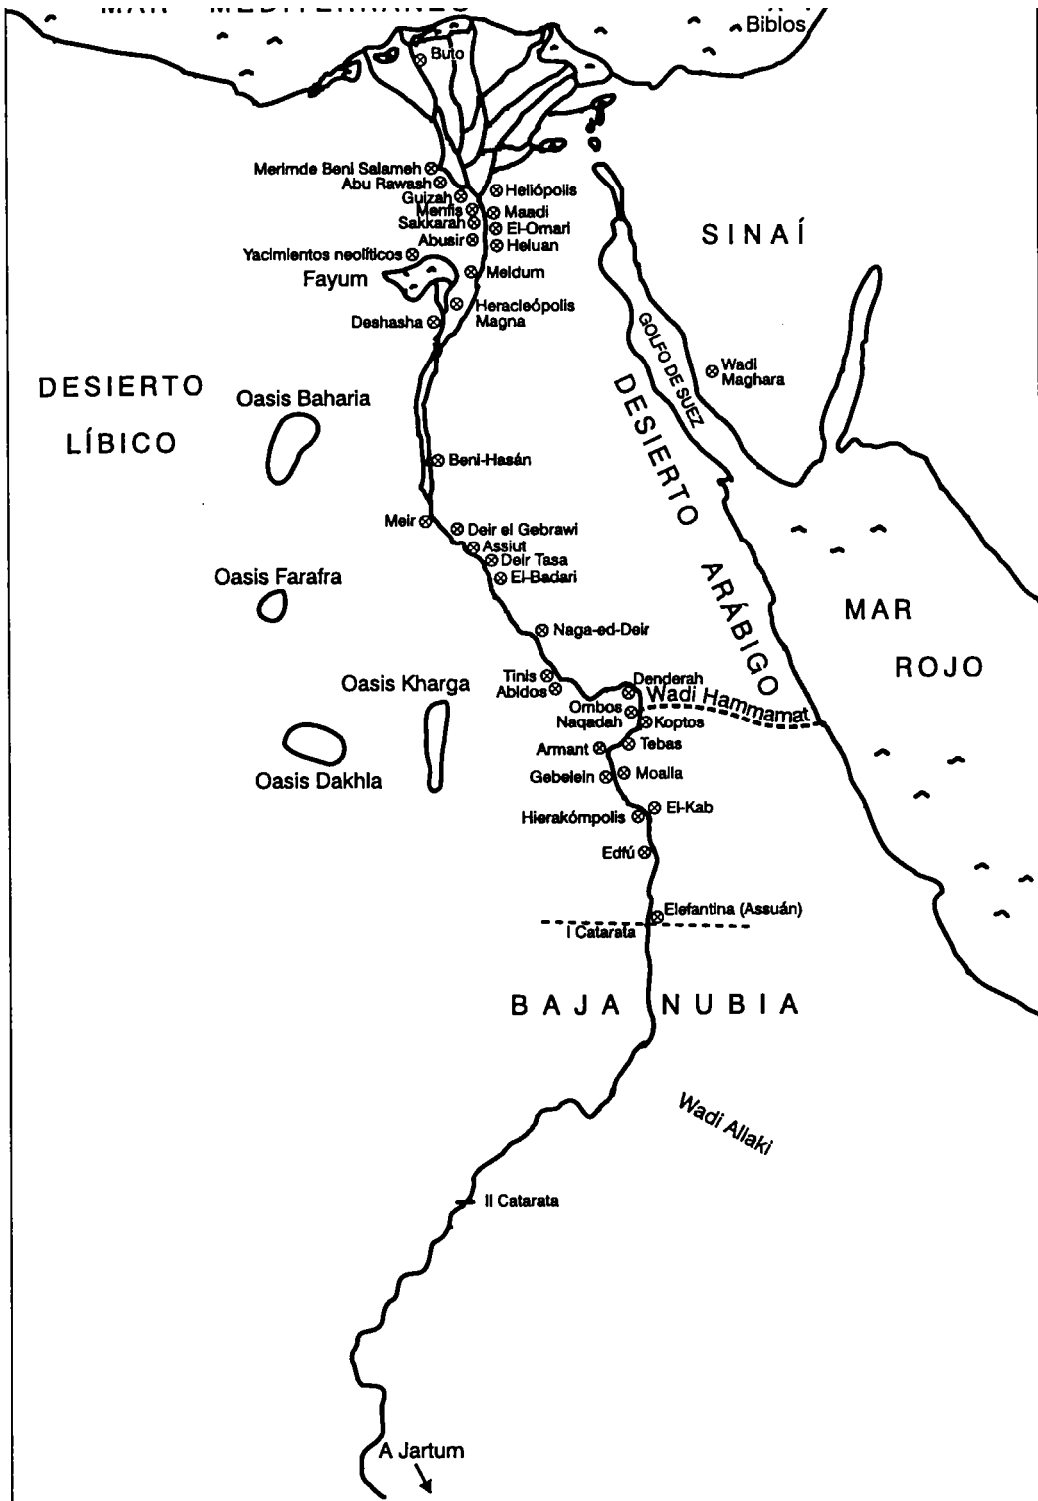 MAR MEDITERRÁNEO
Biblos
Buto
Merimde Beni Salameh
Abu Rawash
Guizah
Menfis
Sakkarah
Abusir
Yacimientos neolíticos
Fayum
Deshasha
Heliópolis
Maadi
El-Omari
Heluan
Meidum
Heracleópolis
Magna
SINAÍ
GOLFO DE SUEZ
Wadi
Maghara
DESIERTO
LÍBICO
Oasis Baharia
DESIERTO ARÁBIGO
Beni-Hasán
Meir
Deir el Gebrawi
Assiut
Deir Tasa
El-Badari
Oasis Farafra
MAR
ROJO
Naga-ed-Deir
Tinis
Abidos
Oasis Kharga
Denderah
Wadi Hammamat
Ombos
Naqadah
Koptos
Oasis Dakhla
Armant
Tebas
Gebelein
Moalla
El-Kab
Hierakómpolis
Edfú
Elefantina (Assuán)
I Catarata
BAJA NUBIA
Wadi Allaki
II Catarata
A Jartum